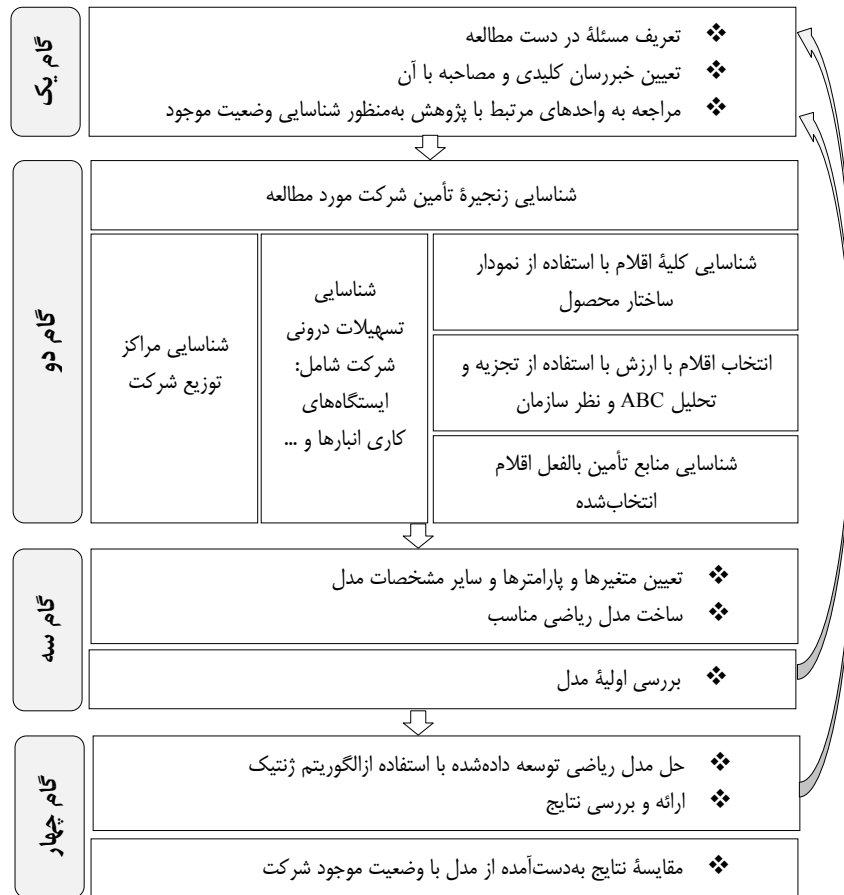 گام یک
❖ تعریف مسئلۀ در دست مطالعه
❖ تعیین خبررسان کلیدی و مصاحبه با آن
❖ مراجعه به واحدهای مرتبط با پژوهش به‌منظور شناسایی وضعیت موجود
گام دو
شناسایی زنجیرۀ تأمین شرکت مورد مطالعه
شناسایی کلیۀ اقلام با استفاده از نمودار
ساختار محصول
انتخاب اقلام با ارزش با استفاده از تجزیه و
تحلیل ABC و نظر سازمان
شناسایی منابع تأمین بالفعل اقلام
انتخاب‌شده
شناسایی
تسهیلات درونی
شرکت شامل:
ایستگاه‌های
کاری انبارها و ...
شناسایی مراکز
توزیع شرکت
گام سه
❖ تعیین متغیرها و پارامترها و سایر مشخصات مدل
❖ ساخت مدل ریاضی مناسب
❖ بررسی اولیۀ مدل
گام چهار
❖ حل مدل ریاضی توسعه داده‌شده با استفاده ازالگوریتم ژنتیک
❖ ارائه و بررسی نتایج
❖ مقایسۀ نتایج به‌دست‌آمده از مدل با وضعیت موجود شرکت